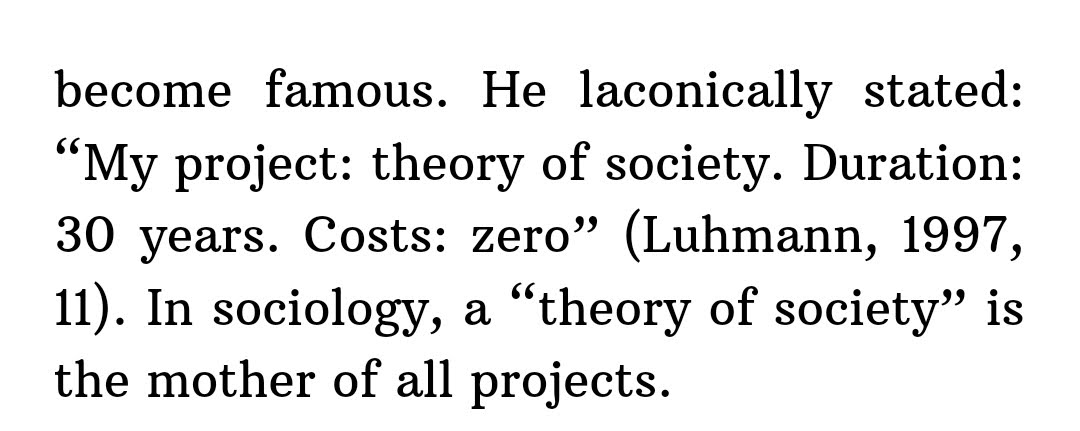 become famous. He laconically stated:
“My project: theory of society. Duration:
30 years. Costs: zero” (Luhmann, 1997,
11). In sociology, a “theory of society” is
the mother of all projects.